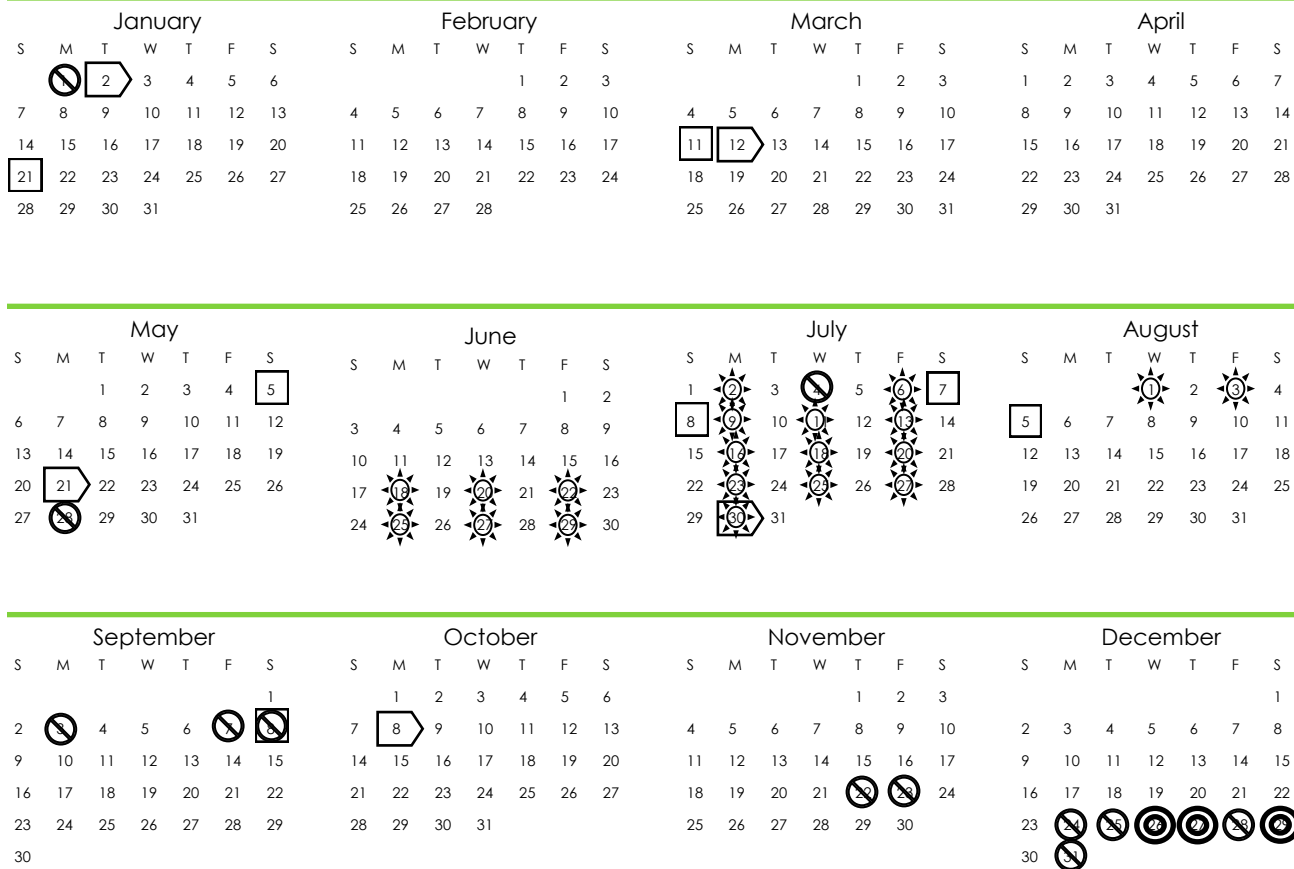 January
S M T W T F S
1 2 3 4 5 6
7 8 9 10 11 12 13
14 15 16 17 18 19 20
21 22 23 24 25 26 27
28 29 30 31
February
S M T W T F S
1 2 3
4 5 6 7 8 9 10
11 12 13 14 15 16 17
18 19 20 21 22 23 24
25 26 27 28
March
S M T W T F S
1 2 3
4 5 6 7 8 9 10
11 12 13 14 15 16 17
18 19 20 21 22 23 24
25 26 27 28 29 30 31
April
S M T W T F S
1 2 3 4 5 6 7
8 9 10 11 12 13 14
15 16 17 18 19 20 21
22 23 24 25 26 27 28
29 30 31
May
S M T W T F S
1 2 3 4 5
6 7 8 9 10 11 12
13 14 15 16 17 18 19
20 21 22 23 24 25 26
27 28 29 30 31
June
S M T W T F S
1 2
3 4 5 6 7 8 9
10 11 12 13 14 15 16
17 18 19 20 21 22 23
24 25 26 27 28 29 30
July
S M T W T F S
1 2 3 4 5 6 7
8 9 10 11 12 13 14
15 16 17 18 19 20 21
22 23 24 25 26 27 28
29 30 31
August
S M T W T F S
1 2 3 4
5 6 7 8 9 10 11
12 13 14 15 16 17 18
19 20 21 22 23 24 25
26 27 28 29 30 31
September
S M T W T F S
1
2 3 4 5 6 7 8
9 10 11 12 13 14 15
16 17 18 19 20 21 22
23 24 25 26 27 28 29
30
October
S M T W T F S
1 2 3 4 5 6
7 8 9 10 11 12 13
14 15 16 17 18 19 20
21 22 23 24 25 26 27
28 29 30 31
November
S M T W T F S
1 2 3
4 5 6 7 8 9 10
11 12 13 14 15 16 17
18 19 20 21 22 23 24
25 26 27 28 29 30
December
S M T W T F S
1
2 3 4 5 6 7 8
9 10 11 12 13 14 15
16 17 18 19 20 21 22
23 24 25 26 27 28 29
30 31